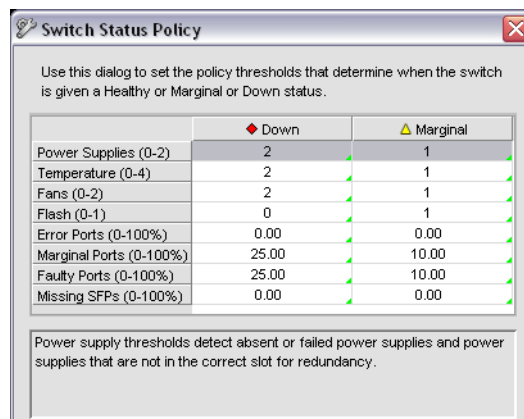 Switch Status Policy
Use this dialog to set the policy thresholds that determine when the switch
is given a Healthy or Marginal or Down status.
Down Marginal
Power Supplies (0-2) 2 1
Temperature (0-4) 2 1
Fans (0-2) 2 1
Flash (0-1) 0 1
Error Ports (0-100%) 0.00 0.00
Marginal Ports (0-100%) 25.00 10.00
Faulty Ports (0-100%) 25.00 10.00
Missing SFPs (0-100%) 0.00 0.00
Power supply thresholds detect absent or failed power supplies and power
supplies that are not in the correct slot for redundancy.